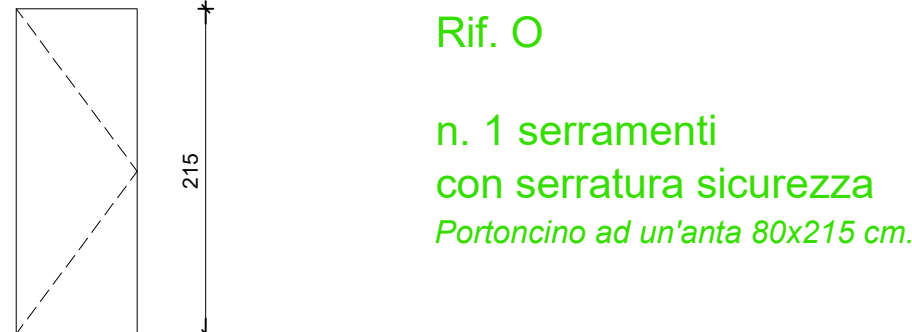 Rif. O
n. 1 serramenti
con serratura sicurezza
Portoncino ad un'anta 80x215 cm.
215